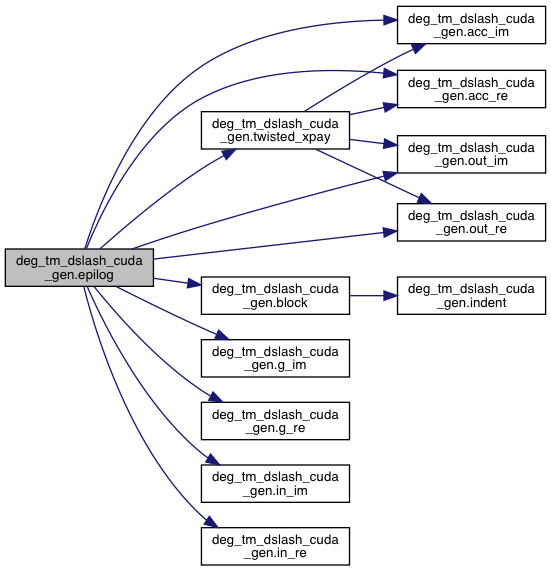 deg_tm_dslash_cuda
_gen.acc_im
deg_tm_dslash_cuda
_gen.acc_re
deg_tm_dslash_cuda
_gen.twisted_xpay
deg_tm_dslash_cuda
_gen.out_im
deg_tm_dslash_cuda
_gen.out_re
deg_tm_dslash_cuda
_gen.epilog
deg_tm_dslash_cuda
_gen.block
deg_tm_dslash_cuda
_gen.indent
deg_tm_dslash_cuda
_gen.g_im
deg_tm_dslash_cuda
_gen.g_re
deg_tm_dslash_cuda
_gen.in_im
deg_tm_dslash_cuda
_gen.in_re